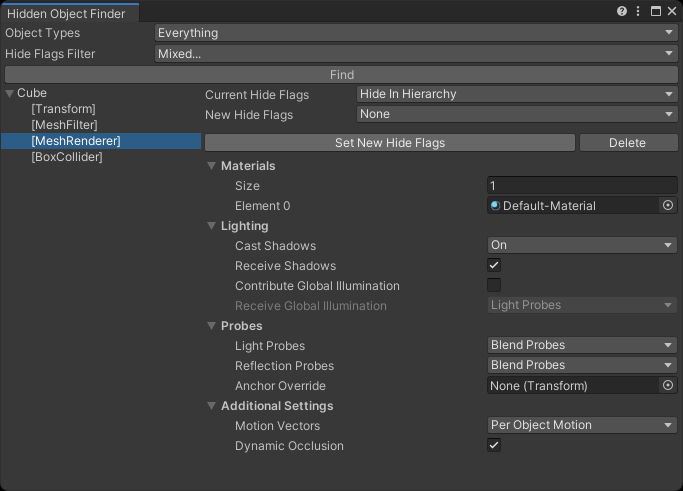 Hidden Object Finder
Object Types Everything
Hide Flags Filter Mixed...
Find
Cube
[Transform]
[MeshFilter]
[MeshRenderer]
[BoxCollider]
Current Hide Flags Hide In Hierarchy
New Hide Flags None
Set New Hide Flags Delete
Materials
Size 1
Element 0 Default-Material
Lighting
Cast Shadows On
Receive Shadows
Contribute Global Illumination
Receive Global Illumination Light Probes
Probes
Light Probes Blend Probes
Reflection Probes Blend Probes
Anchor Override None (Transform)
Additional Settings
Motion Vectors Per Object Motion
Dynamic Occlusion